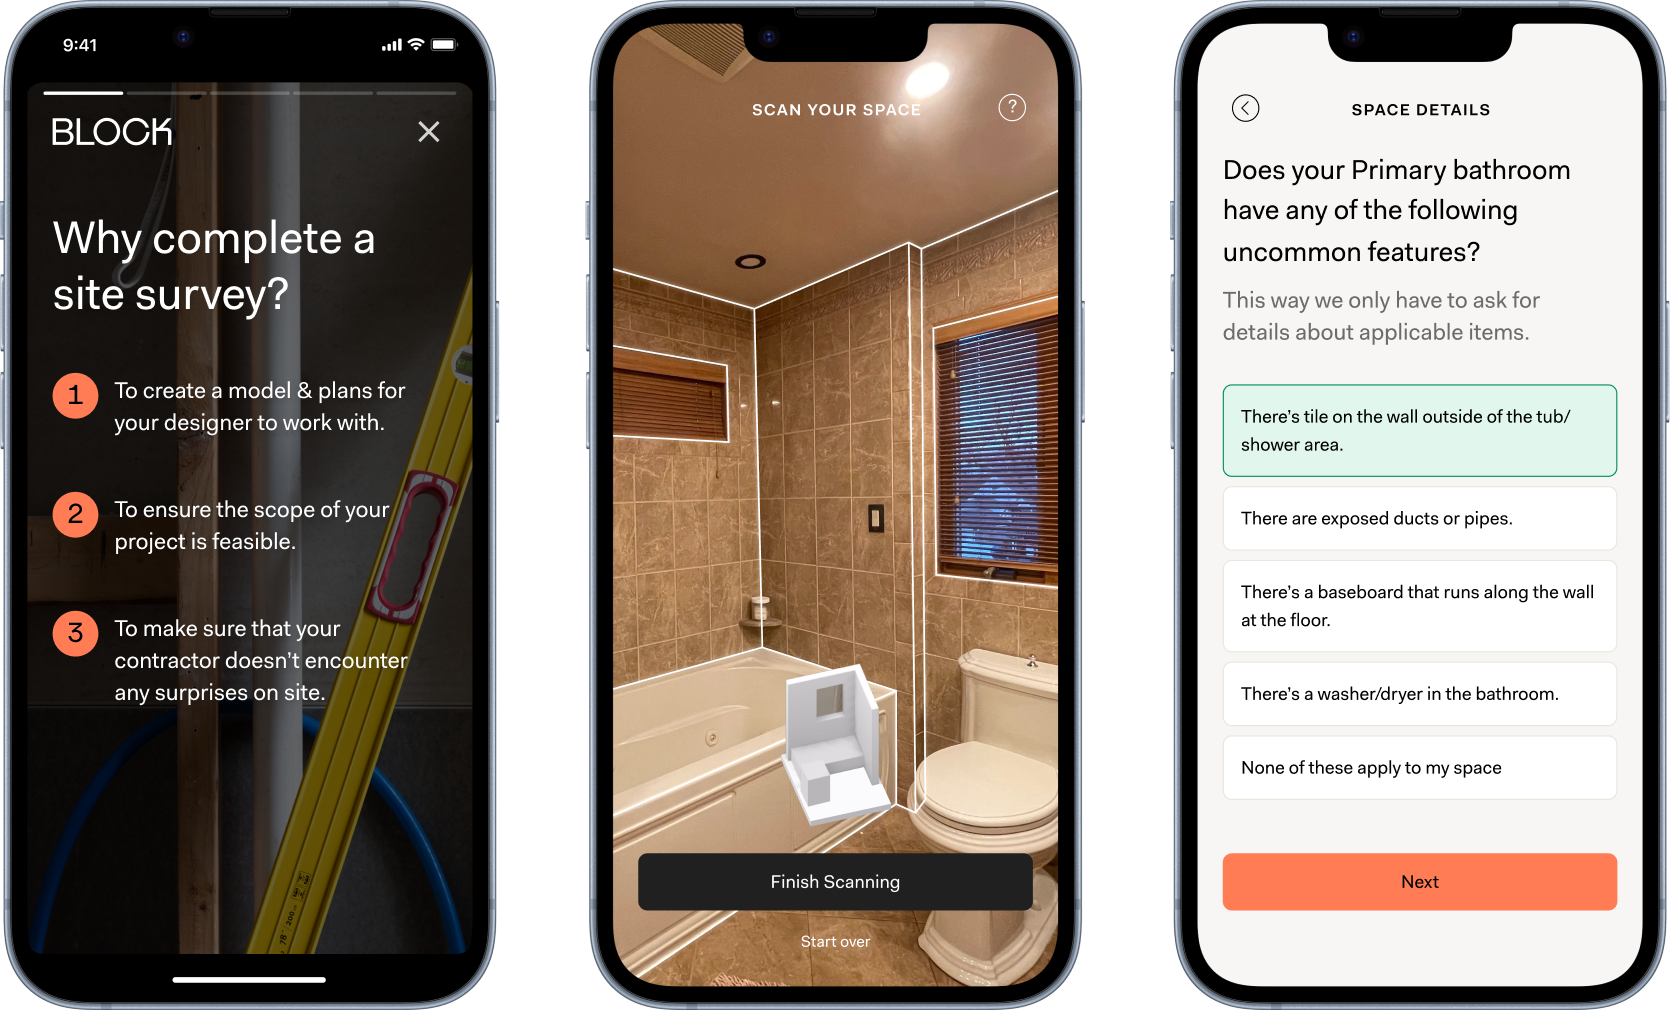 9:41
BLOCK
Why complete a
site survey?
1
To create a model & plans for
your designer to work with.
2
To ensure the scope of your
project is feasible.
3
To make sure that your
contractor doesn’t encounter
any surprises on site.
78
200
SCAN YOUR SPACE
?
Finish Scanning
Start over
SPACE DETAILS
Does your Primary bathroom
have any of the following
uncommon features?
This way we only have to ask for
details about applicable items.
There’s tile on the wall outside of the tub/
shower area.
There are exposed ducts or pipes.
There’s a baseboard that runs along the wall
at the floor.
There’s a washer/dryer in the bathroom.
None of these apply to my space
Next